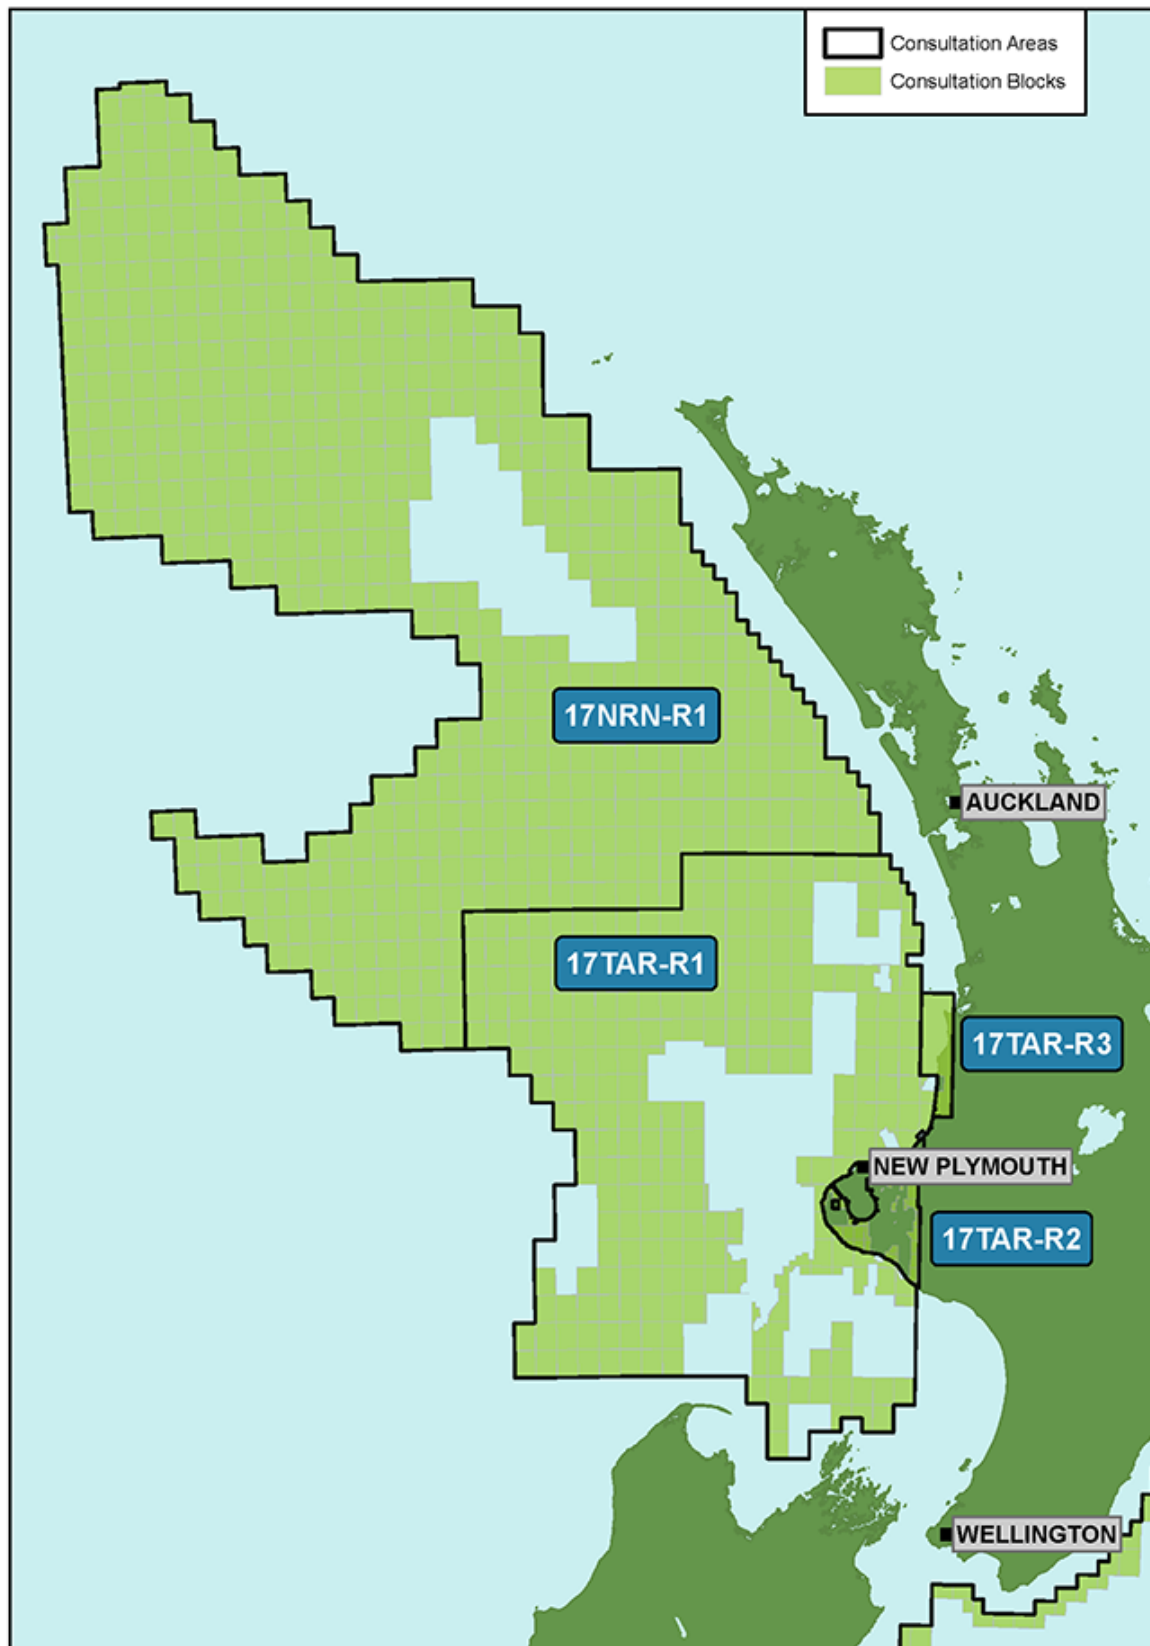 Consultation Areas
Consultation Blocks
17NRN-R1
AUCKLAND
17TAR-R1
17TAR-R3
NEW PLYMOUTH
17TAR-R2
WELLINGTON